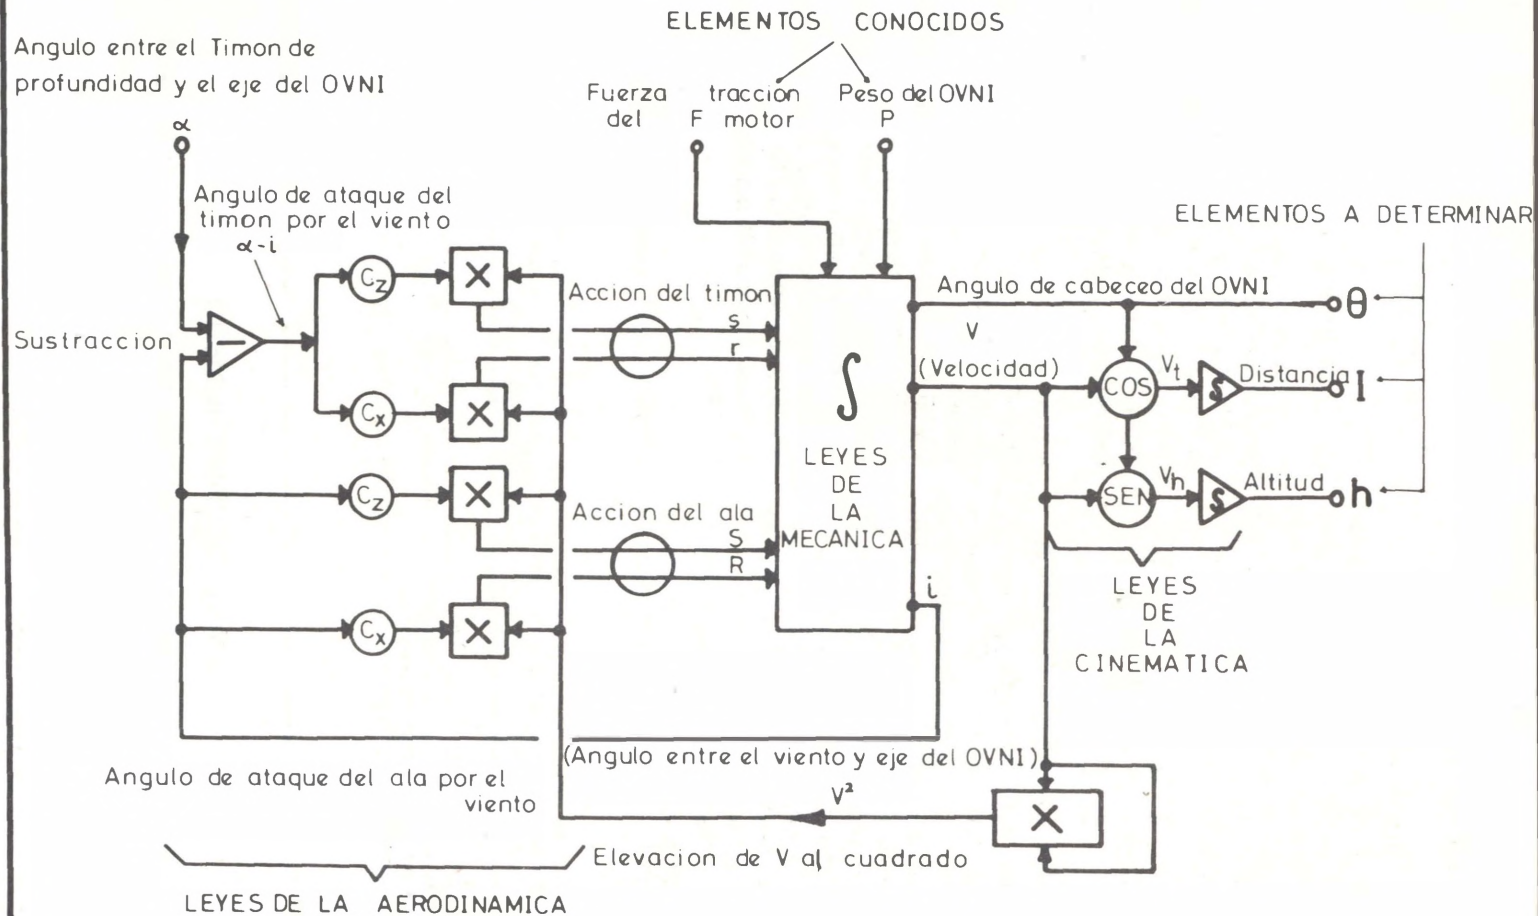 ELEMENTOS CONOCIDOS
Angulo entre el Timon de
profundidad y el eje del OVNI
α
Fuerza tracción
del F motor
Peso del OVNI
P
Angulo de ataque del
timon por el viento
α-i
ELEMENTOS A DETERMINAR
Sustraccion
−
Cz
×
Cx
×
Cz
×
Cx
×
Accion del timon
s
r
Accion del ala
S
R
∫
LEYES
DE
LA
MECANICA
Angulo de cabeceo del OVNI
θ
V
(Velocidad)
COS
Vt
∫
Distancia
I
SEN
Vh
∫
Altitud
h
LEYES
DE
LA
CINEMATICA
i
(Angulo entre el viento y eje del OVNI)
Angulo de ataque del ala por el
viento
V²
×
Elevacion de V al cuadrado
LEYES DE LA AERODINAMICA